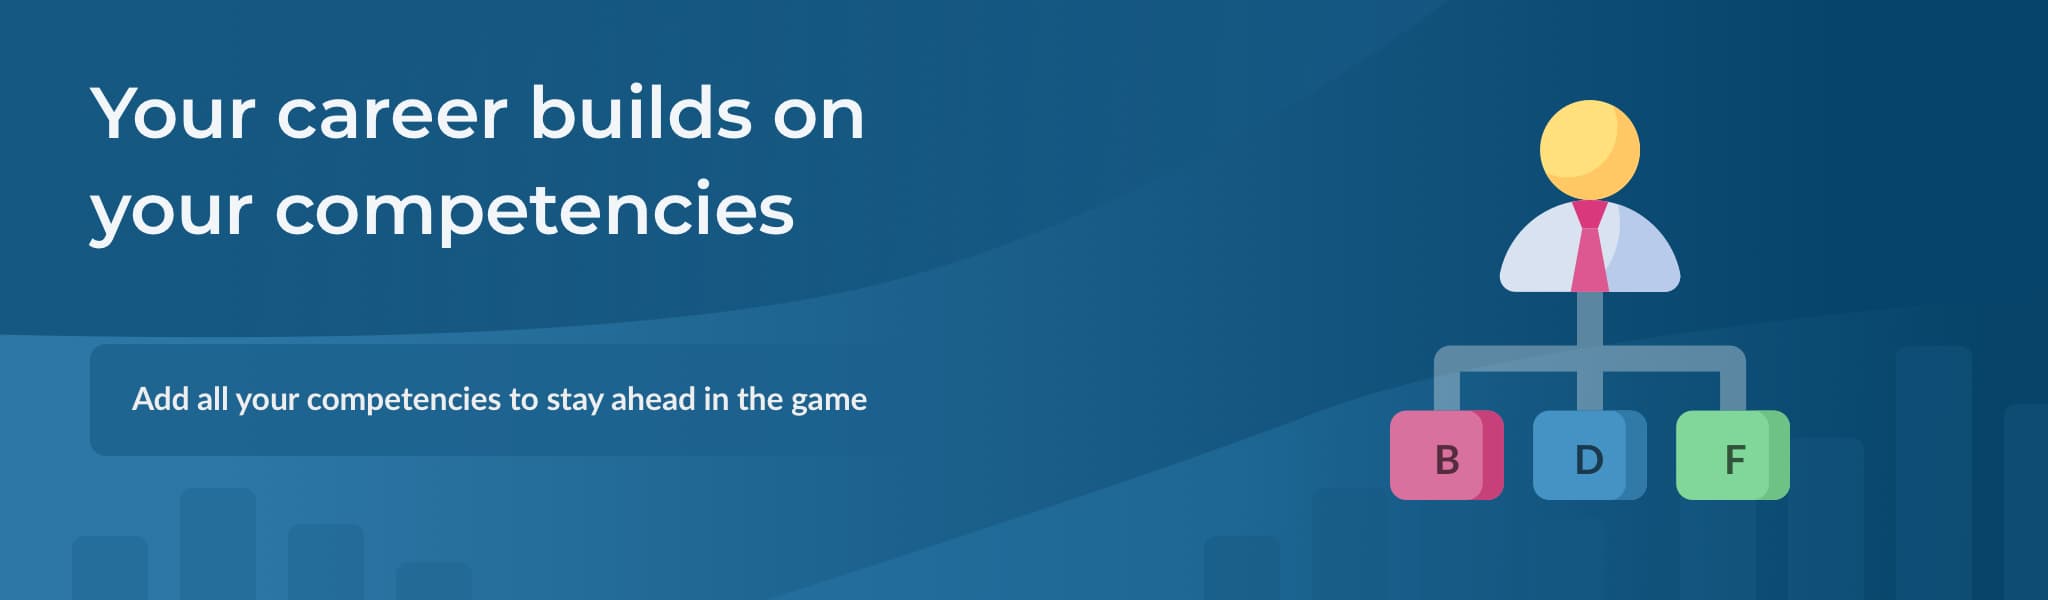 Your career builds on
your competencies
Add all your competencies to stay ahead in the game
B D F